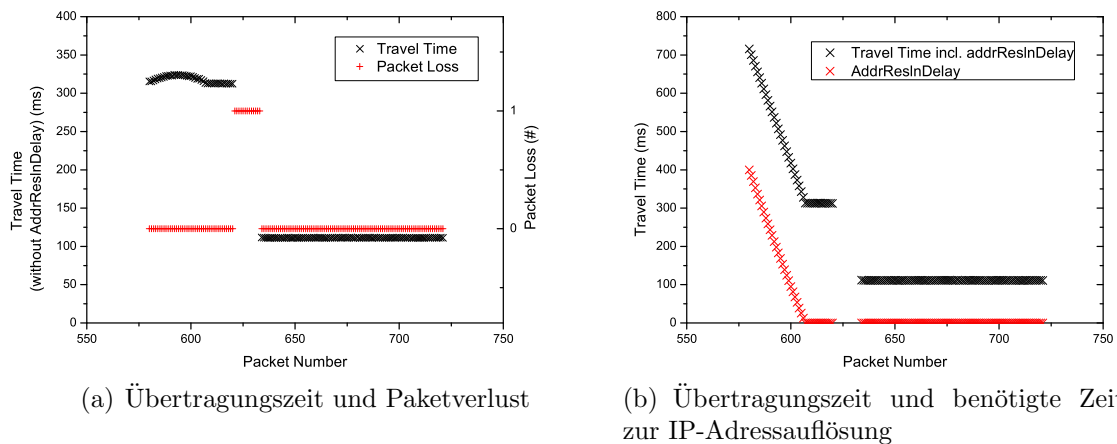 400
350
300
250
200
150
100
50
0
550
600
650
700
750
Travel Time
(without AddrResInDelay) (ms)
Packet Number
1
0
Packet Loss (#)
Travel Time
Packet Loss
800
700
600
500
400
300
200
100
0
550
600
650
700
750
Travel Time (ms)
Packet Number
Travel Time incl. addrResInDelay
AddrResInDelay
(a) Übertragungszeit und Paketverlust
(b) Übertragungszeit und benötigte Zei
zur IP-Adressauflösung